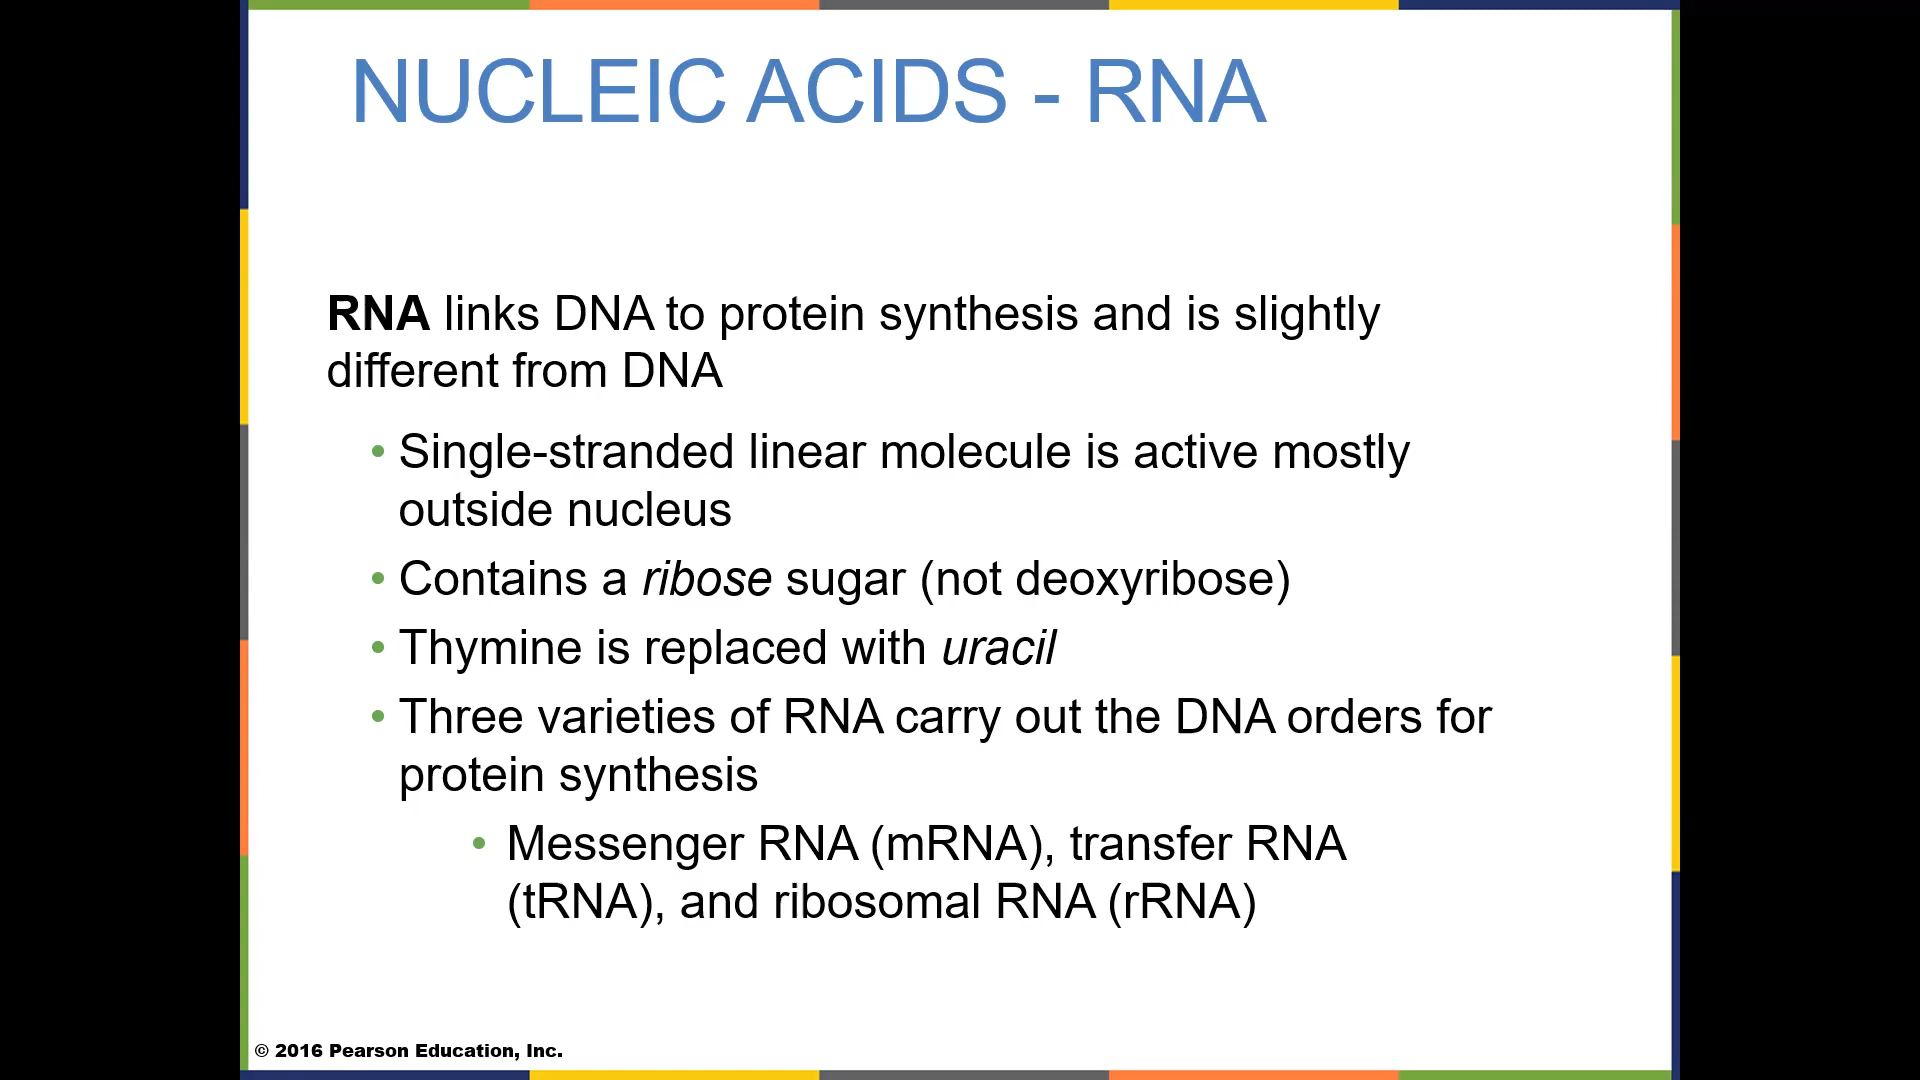 NUCLEIC ACIDS - RNA
RNA links DNA to protein synthesis and is slightly
different from DNA
• Single-stranded linear molecule is active mostly
outside nucleus
• Contains a ribose sugar (not deoxyribose)
• Thymine is replaced with uracil
• Three varieties of RNA carry out the DNA orders for
protein synthesis
• Messenger RNA (mRNA), transfer RNA
(tRNA), and ribosomal RNA (rRNA)
© 2016 Pearson Education, Inc.